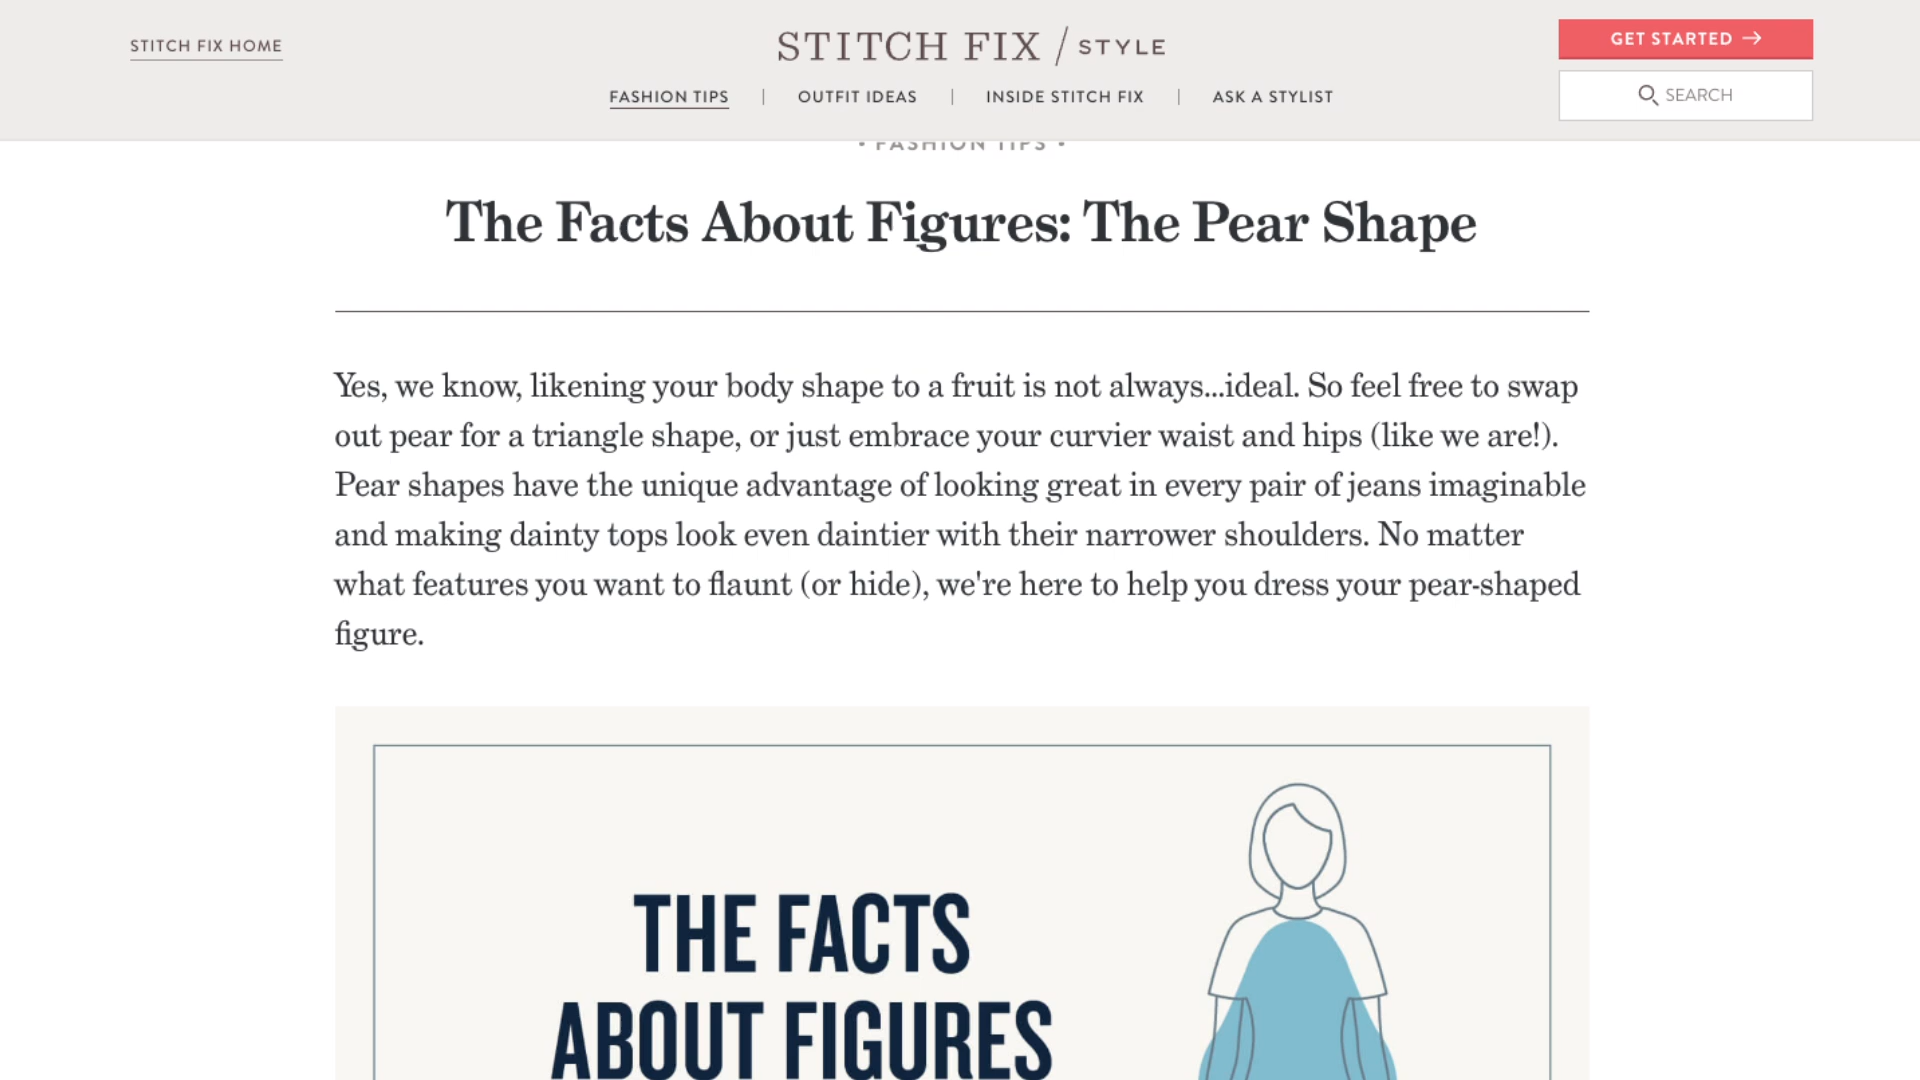 STITCH FIX HOME
STITCH FIX / STYLE
GET STARTED →
FASHION TIPS | OUTFIT IDEAS | INSIDE STITCH FIX | ASK A STYLIST
SEARCH
• FASHION TIPS •
The Facts About Figures: The Pear Shape
Yes, we know, likening your body shape to a fruit is not always...ideal. So feel free to swap
out pear for a triangle shape, or just embrace your curvier waist and hips (like we are!).
Pear shapes have the unique advantage of looking great in every pair of jeans imaginable
and making dainty tops look even daintier with their narrower shoulders. No matter
what features you want to flaunt (or hide), we're here to help you dress your pear-shaped
figure.
THE FACTS
ABOUT FIGURES